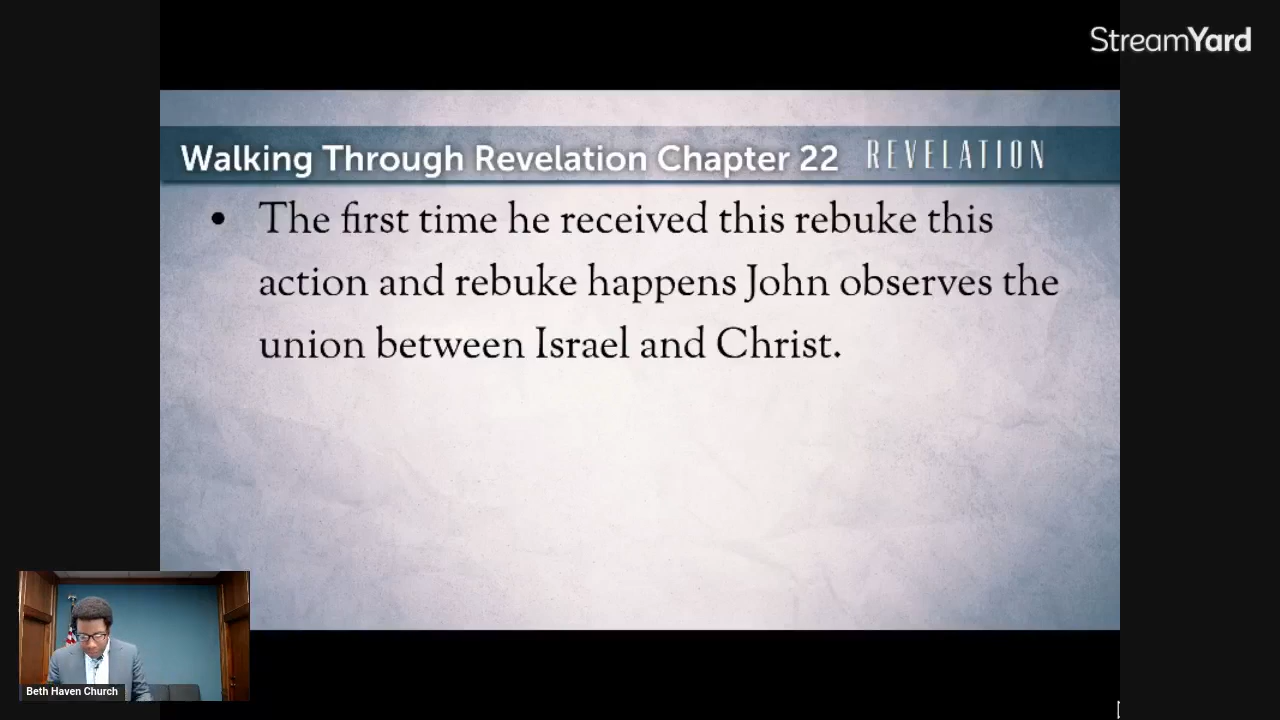 StreamYard
Walking Through Revelation Chapter 22 REVELATION
• The first time he received this rebuke this
action and rebuke happens John observes the
union between Israel and Christ.
Beth Haven Church